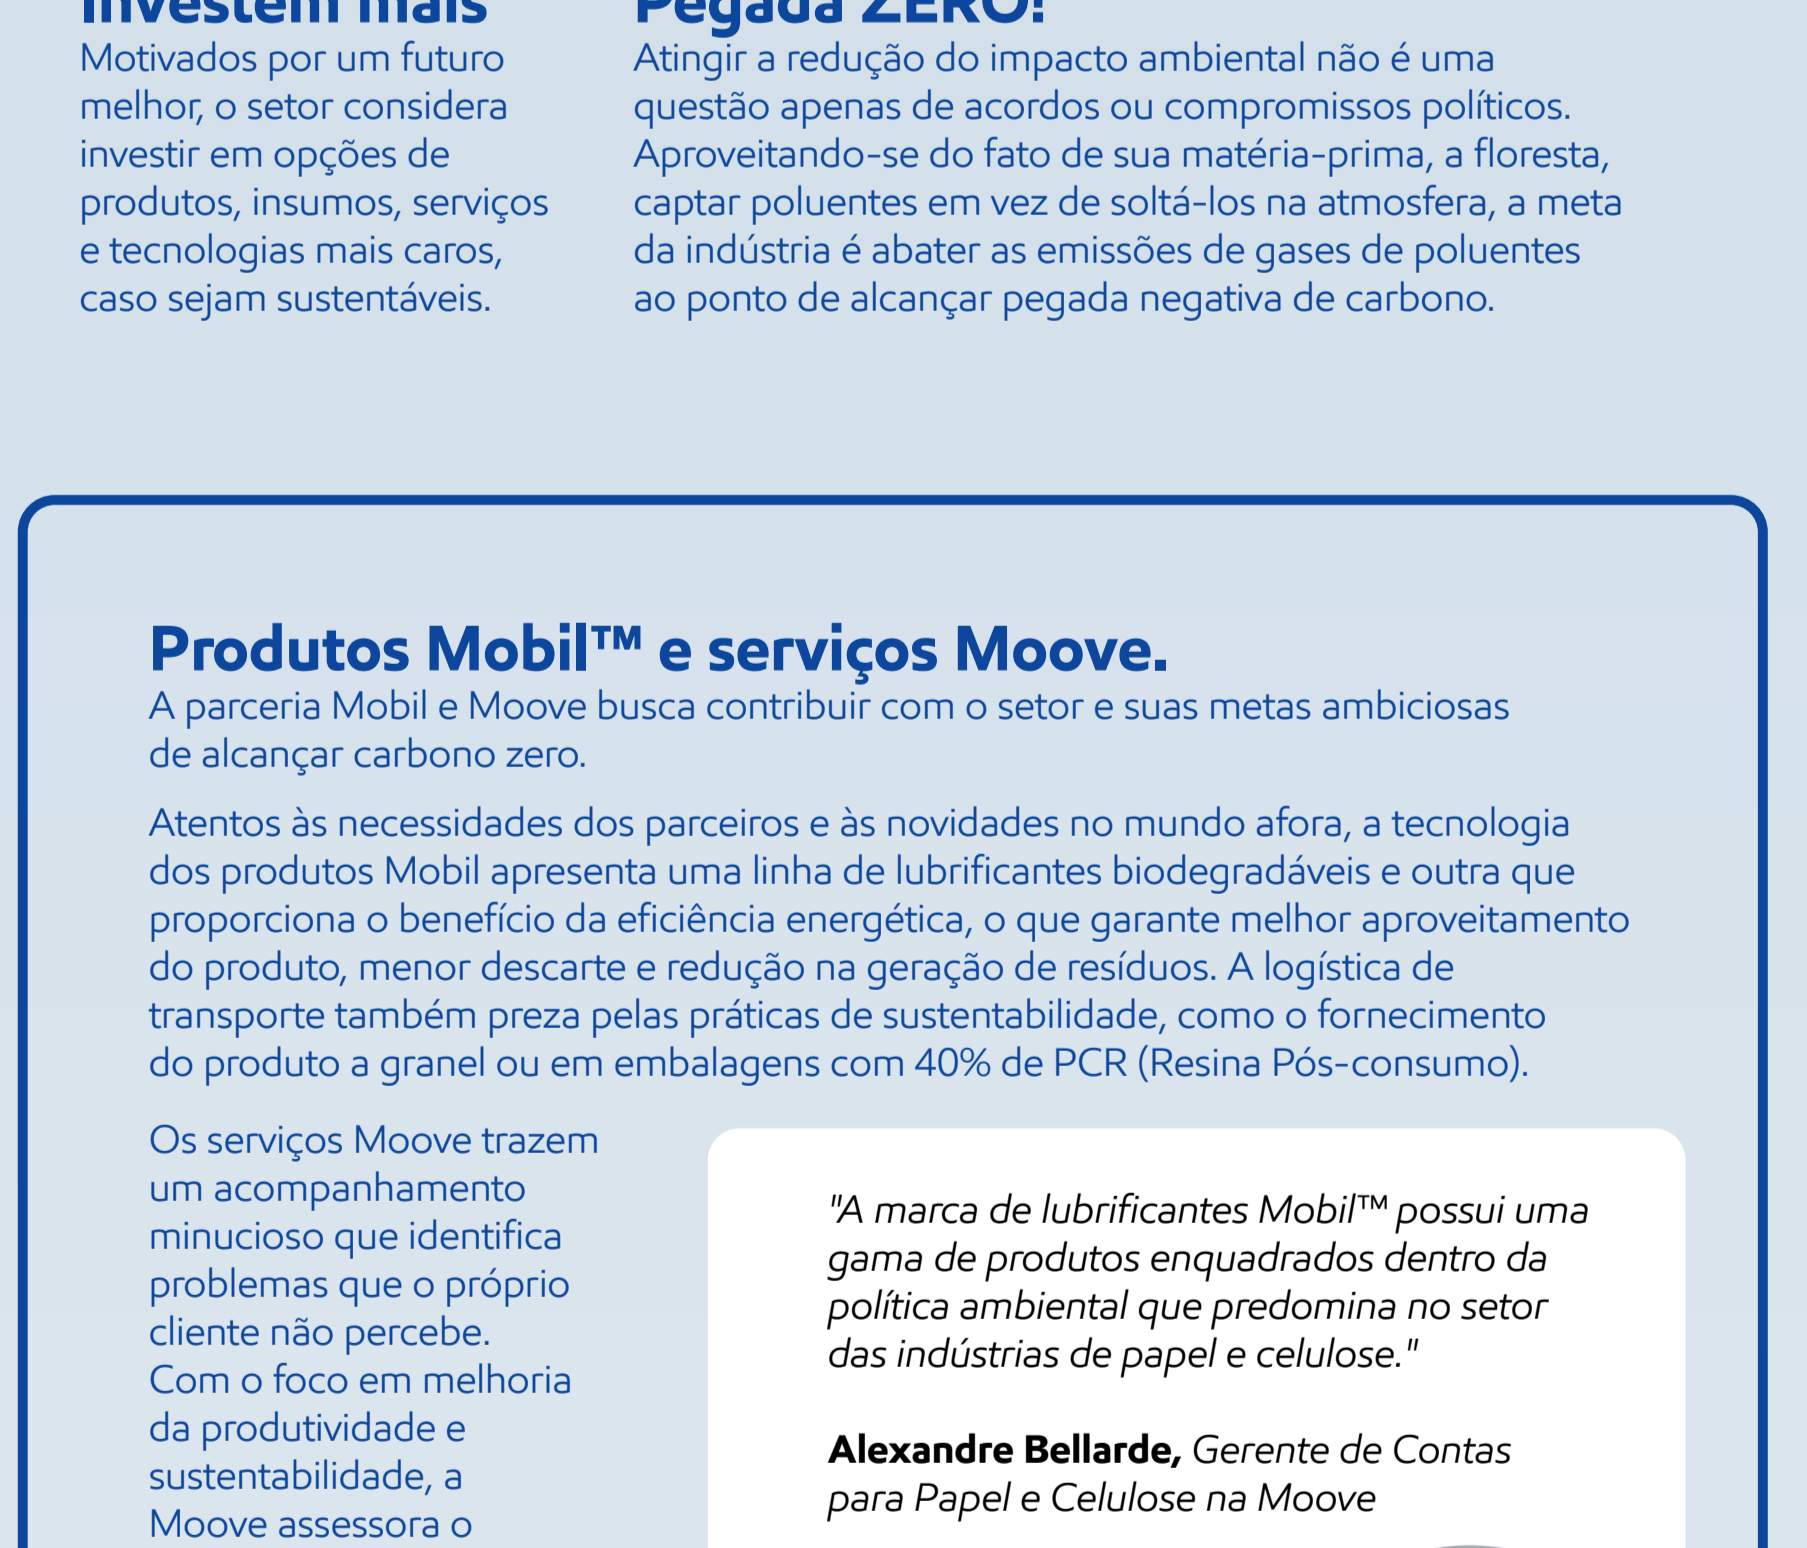 Investem mais
Motivados por um futuro
melhor, o setor considera
investir em opções de
produtos, insumos, serviços
e tecnologias mais caros,
caso sejam sustentáveis.
Pegada ZERO!
Atingir a redução do impacto ambiental não é uma
questão apenas de acordos ou compromissos políticos.
Aproveitando-se do fato de sua matéria-prima, a floresta,
captar poluentes em vez de soltá-los na atmosfera, a meta
da indústria é abater as emissões de gases de poluentes
ao ponto de alcançar pegada negativa de carbono.
Produtos Mobil™ e serviços Moove.
A parceria Mobil e Moove busca contribuir com o setor e suas metas ambiciosas
de alcançar carbono zero.
Atentos às necessidades dos parceiros e às novidades no mundo afora, a tecnologia
dos produtos Mobil apresenta uma linha de lubrificantes biodegradáveis e outra que
proporciona o benefício da eficiência energética, o que garante melhor aproveitamento
do produto, menor descarte e redução na geração de resíduos. A logística de
transporte também preza pelas práticas de sustentabilidade, como o fornecimento
do produto a granel ou em embalagens com 40% de PCR (Resina Pós-consumo).
Os serviços Moove trazem
um acompanhamento
minucioso que identifica
problemas que o próprio
cliente não percebe.
Com o foco em melhoria
da produtividade e
sustentabilidade, a
Moove assessora o
"A marca de lubrificantes Mobil™ possui uma
gama de produtos enquadrados dentro da
política ambiental que predomina no setor
das indústrias de papel e celulose."
Alexandre Bellarde, Gerente de Contas
para Papel e Celulose na Moove